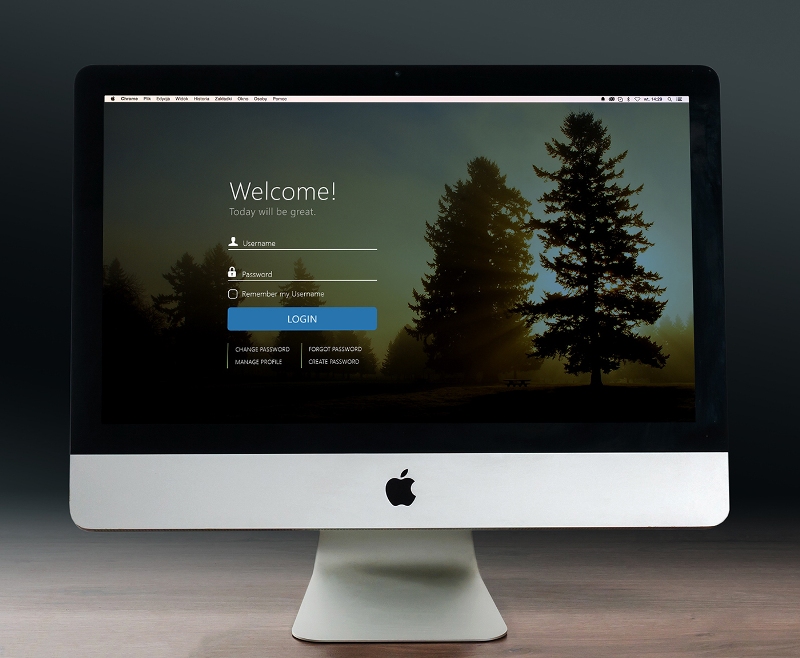 Chrome Plik Edycja Widok Historia Zakładki Okno Osoby Pomoc wt. 14:29
Welcome!
Today will be great.
Username
Password
Remember my Username
LOGIN
CHANGE PASSWORD FORGOT PASSWORD
MANAGE PROFILE CREATE PASSWORD